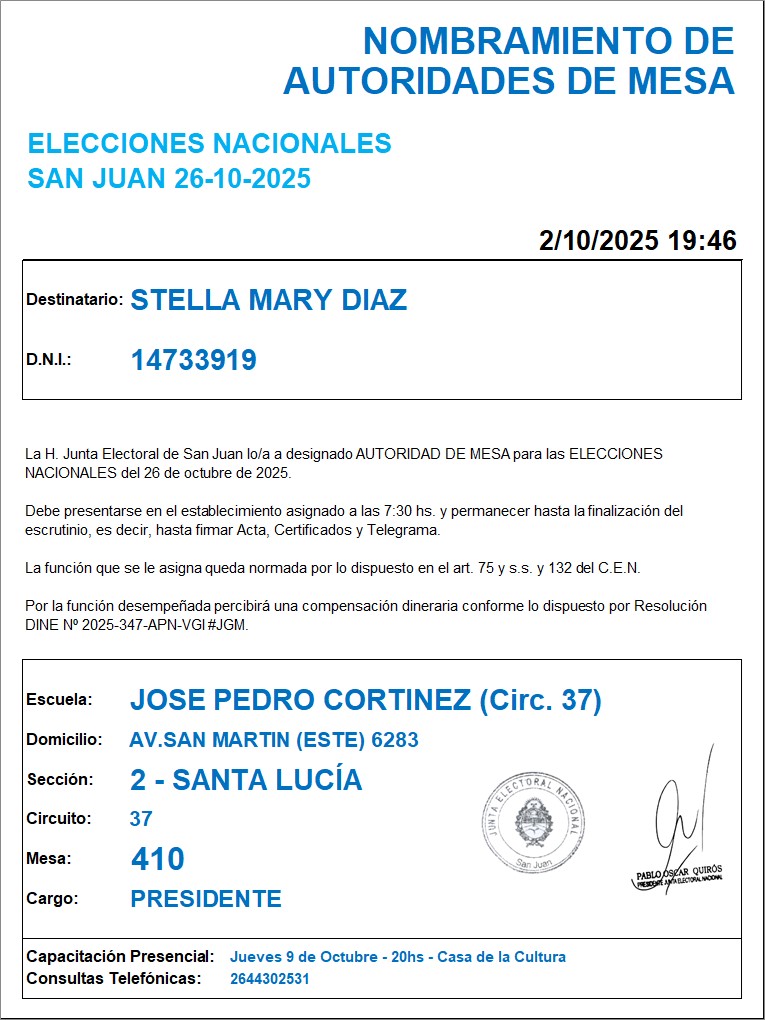 NOMBRAMIENTO DE
AUTORIDADES DE MESA
ELECCIONES NACIONALES
SAN JUAN 26-10-2025
2/10/2025 19:46
Destinatario: STELLA MARY DIAZ
D.N.I.: 14733919
La H. Junta Electoral de San Juan lo/a a designado AUTORIDAD DE MESA para las ELECCIONES
NACIONALES del 26 de octubre de 2025.
Debe presentarse en el establecimiento asignado a las 7:30 hs. y permanecer hasta la finalización del
escrutinio, es decir, hasta firmar Acta, Certificados y Telegrama.
La función que se le asigna queda normada por lo dispuesto en el art. 75 y s.s. y 132 del C.E.N.
Por la función desempeñada percibirá una compensación dineraria conforme lo dispuesto por Resolución
DINE Nº 2025-347-APN-VGI#JGM.
Escuela: JOSE PEDRO CORTINEZ (Circ. 37)
Domicilio: AV.SAN MARTIN (ESTE) 6283
Sección: 2 - SANTA LUCÍA
Circuito: 37
Mesa: 410
Cargo: PRESIDENTE
JUNTA ELECTORAL NACIONAL
San Juan
PABLO OSCAR QUIRÓS
PRESIDENTE JUNTA ELECTORAL NACIONAL
Capacitación Presencial: Jueves 9 de Octubre - 20hs - Casa de la Cultura
Consultas Telefónicas: 2644302531